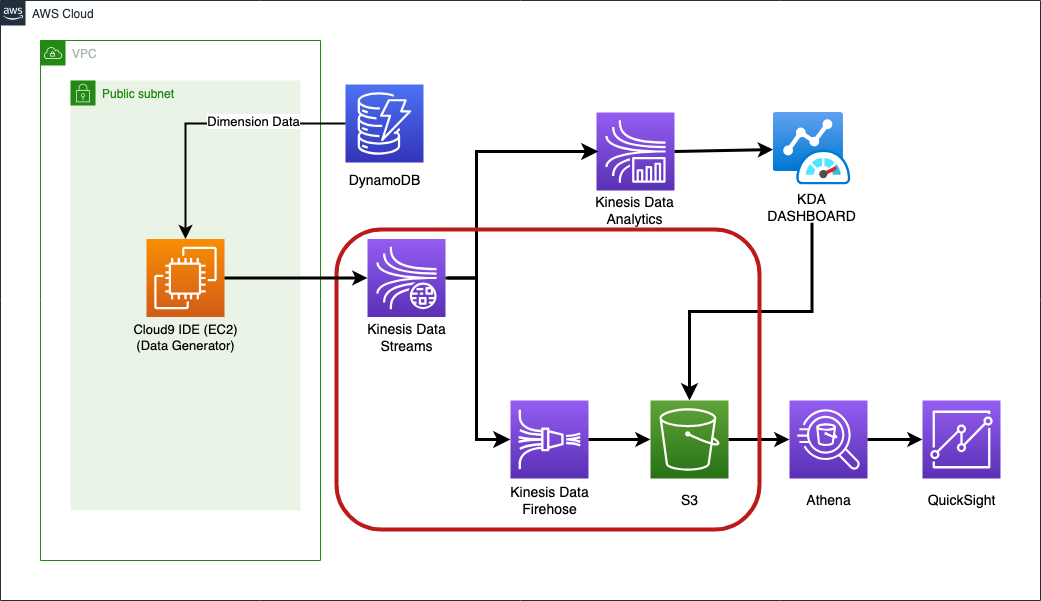 aws
AWS Cloud
VPC
Public subnet
Dimension Data
DynamoDB
Kinesis Data
Analytics
KDA
DASHBOARD
Cloud9 IDE (EC2)
(Data Generator)
Kinesis Data
Streams
Kinesis Data
Firehose
S3
Athena
QuickSight